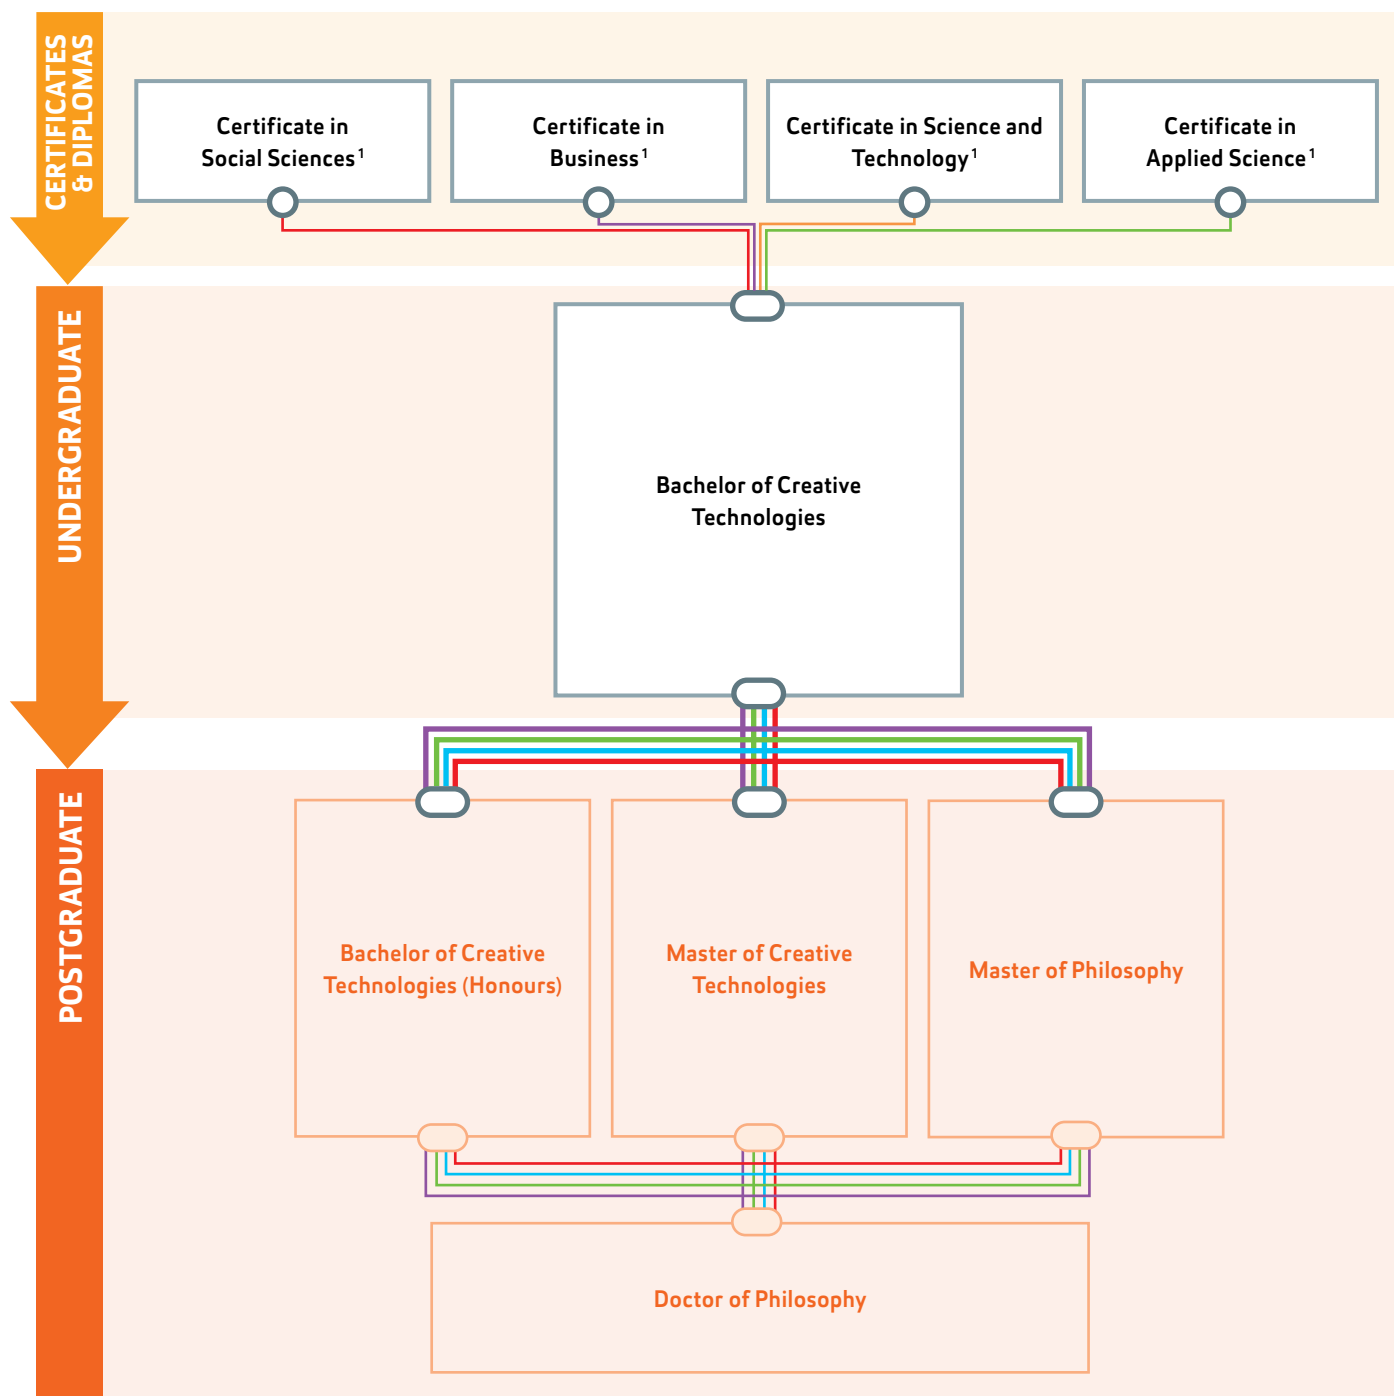 CERTIFICATES
& DIPLOMAS
Certificate in
Social Sciences¹
Certificate in
Business¹
Certificate in Science and
Technology¹
Certificate in
Applied Science¹
UNDERGRADUATE
Bachelor of Creative
Technologies
POSTGRADUATE
Bachelor of Creative
Technologies (Honours)
Master of Creative
Technologies
Master of Philosophy
Doctor of Philosophy